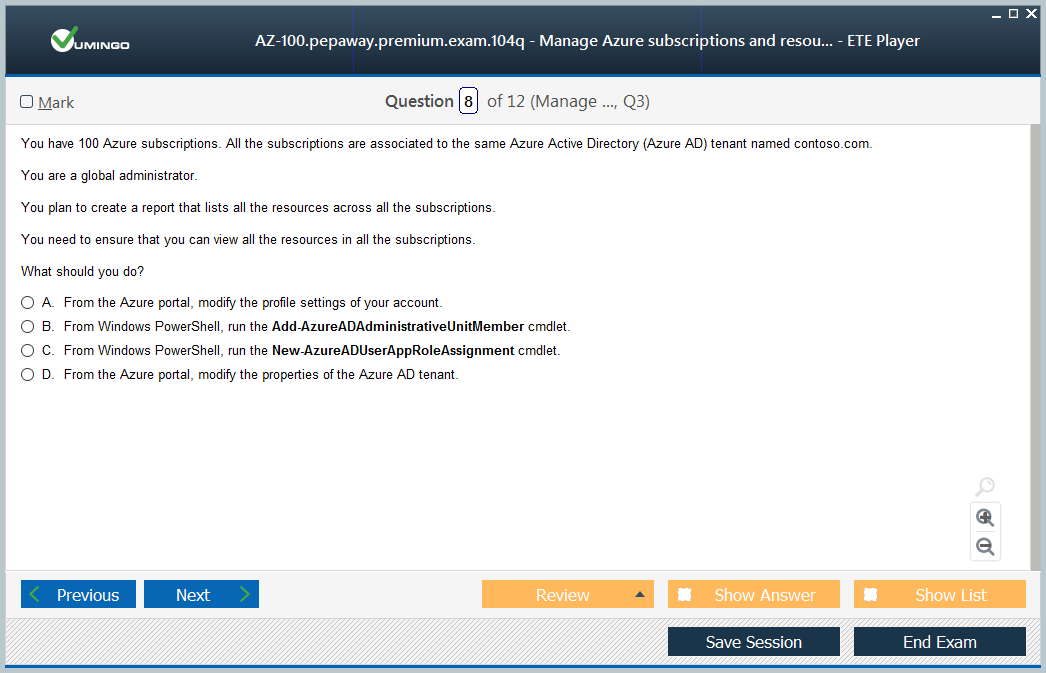 VUMINGO
AZ-100.pepaway.premium.exam.104q - Manage Azure subscriptions and resou... - ETE Player
Mark
Question 8 of 12 (Manage ..., Q3)
You have 100 Azure subscriptions. All the subscriptions are associated to the same Azure Active Directory (Azure AD) tenant named contoso.com.
You are a global administrator.
You plan to create a report that lists all the resources across all the subscriptions.
You need to ensure that you can view all the resources in all the subscriptions.
What should you do?
A. From the Azure portal, modify the profile settings of your account.
B. From Windows PowerShell, run the Add-AzureADAdministrativeUnitMember cmdlet.
C. From Windows PowerShell, run the New-AzureADUserAppRoleAssignment cmdlet.
D. From the Azure portal, modify the properties of the Azure AD tenant.
Previous Next Review Show Answer Show List
Save Session End Exam